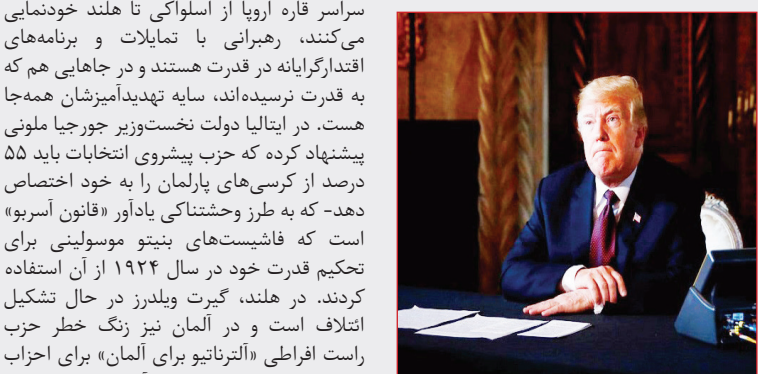 سراسر قاره اروپا از اسلواکی تا هلند خودنمایی
می‌کنند، رهبرانی با تمایلات و برنامه‌های
اقتدارگرایانه در قدرت هستند و در جاهایی هم که
به قدرت نرسیده‌اند، سایه تهدیدآمیزشان همه‌جا
هست. در ایتالیا دولت نخست‌وزیر جورجیا ملونی
پیشنهاد کرده که حزب پیشروی انتخابات باید ۵۵
درصد از کرسی‌های پارلمان را به خود اختصاص
دهد- که به طرز وحشتناکی یادآور «قانون آسربو»
است که فاشیست‌های بنیتو موسولینی برای
تحکیم قدرت خود در سال ۱۹۲۴ از آن استفاده
کردند. در هلند، گیرت ویلدرز در حال تشکیل
ائتلاف است و در آلمان نیز زنگ خطر حزب
راست افراطی «آلترناتیو برای آلمان» برای احزاب